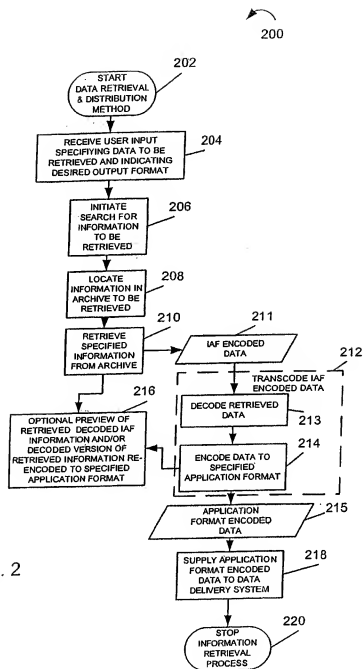 200
202
START
DATA RETRIEVAL
& DISTRIBUTION
METHOD
204
RECEIVE USER INPUT
SPECIFIYING DATA TO BE
RETRIEVED AND INDICATING
DESIRED OUTPUT FORMAT
206
INITIATE SEARCH FOR
INFORMATION
TO BE
RETRIEVED
208
LOCATE
INFORMATION IN
ARCHIVE TO BE
RETRIEVED
210
RETRIEVE
SPECIFIED
INFORMATION
FROM ARCHIVE
211
IAF ENCODED
DATA
212
TRANSCODE IAF
ENCODED DATA
213
DECODE RETRIEVED
DATA
214
ENCODE DATA TO
SPECIFIED
APPLICATION FORMAT
216
OPTIONAL PREVIEW OF
RETRIEVED DECODED IAF
INFORMATION AND/OR
DECODED VERSION OF
RETRIEVED INFORMATION RE-
ENCODED TO SPECIFIED
APPLICATION FORMAT
215
APPLICATION
FORMAT ENCODED
DATA
218
SUPPLY APPLICATION
FORMAT ENCODED
DATA TO DATA
DELIVERY SYSTEM
220
STOP
INFORMATION
RETRIEVAL
PROCESS
. 2